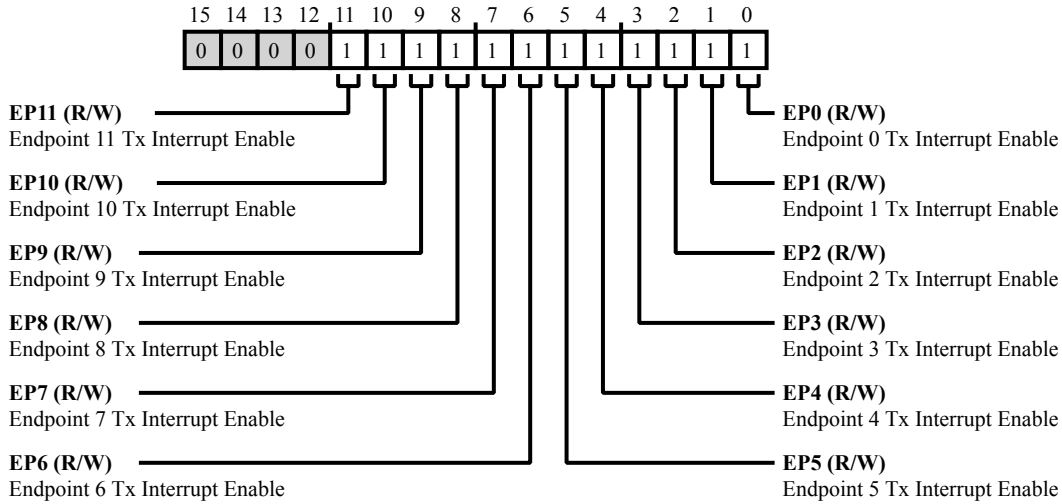 15 14 13 12 11 10 9 8 7 6 5 4 3 2 1 0
0 0 0 0 1 1 1 1 1 1 1 1 1 1 1 1
EP11 (R/W)
Endpoint 11 Tx Interrupt Enable
EP10 (R/W)
Endpoint 10 Tx Interrupt Enable
EP9 (R/W)
Endpoint 9 Tx Interrupt Enable
EP8 (R/W)
Endpoint 8 Tx Interrupt Enable
EP7 (R/W)
Endpoint 7 Tx Interrupt Enable
EP6 (R/W)
Endpoint 6 Tx Interrupt Enable
EP0 (R/W)
Endpoint 0 Tx Interrupt Enable
EP1 (R/W)
Endpoint 1 Tx Interrupt Enable
EP2 (R/W)
Endpoint 2 Tx Interrupt Enable
EP3 (R/W)
Endpoint 3 Tx Interrupt Enable
EP4 (R/W)
Endpoint 4 Tx Interrupt Enable
EP5 (R/W)
Endpoint 5 Tx Interrupt Enable